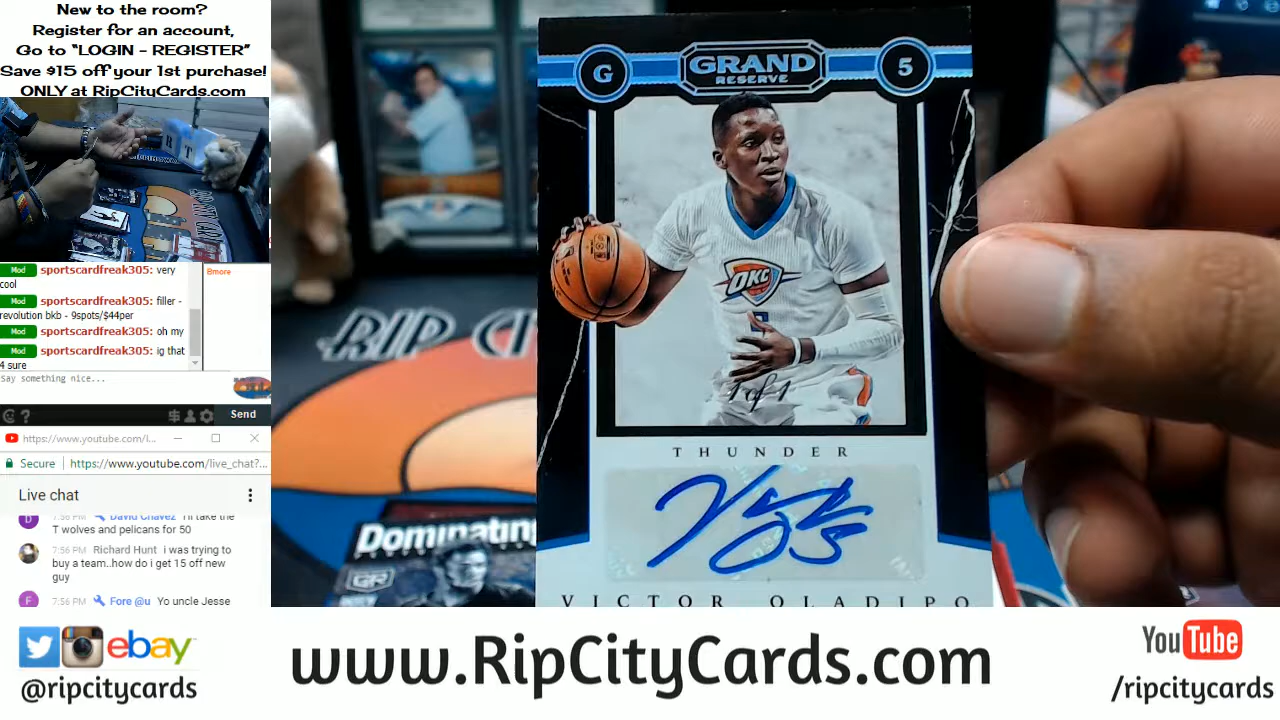 New to the room?
Register for an account,
Go to “LOGIN - REGISTER”
Save $15 off your 1st purchase!
ONLY at RipCityCards.com
R T
Mod sportscardfreak305: very
cool
Mod sportscardfreak305: filler -
revolution bkb - 9spots/$44per
Mod sportscardfreak305: oh my
Mod sportscardfreak305: ig that
4 sure
Bmore
Say something nice...
Send
https://www.youtube.com/l...
Secure https://www.youtube.com/live_chat?...
Live chat
D 7:56 PM David Chavez I'll take the
T wolves and pelicans for 50
7:56 PM Richard Hunt i was trying to
buy a team..how do i get 15 off new
guy
F 7:56 PM Fore @u Yo uncle Jesse
G GRAND 5
RESERVE
OKC
1 of 1
THUNDER
VICTOR OLADIPO
RIP CI
Dominating
GR
ebay
@ripcitycards
www.RipCityCards.com
YouTube
/ripcitycards